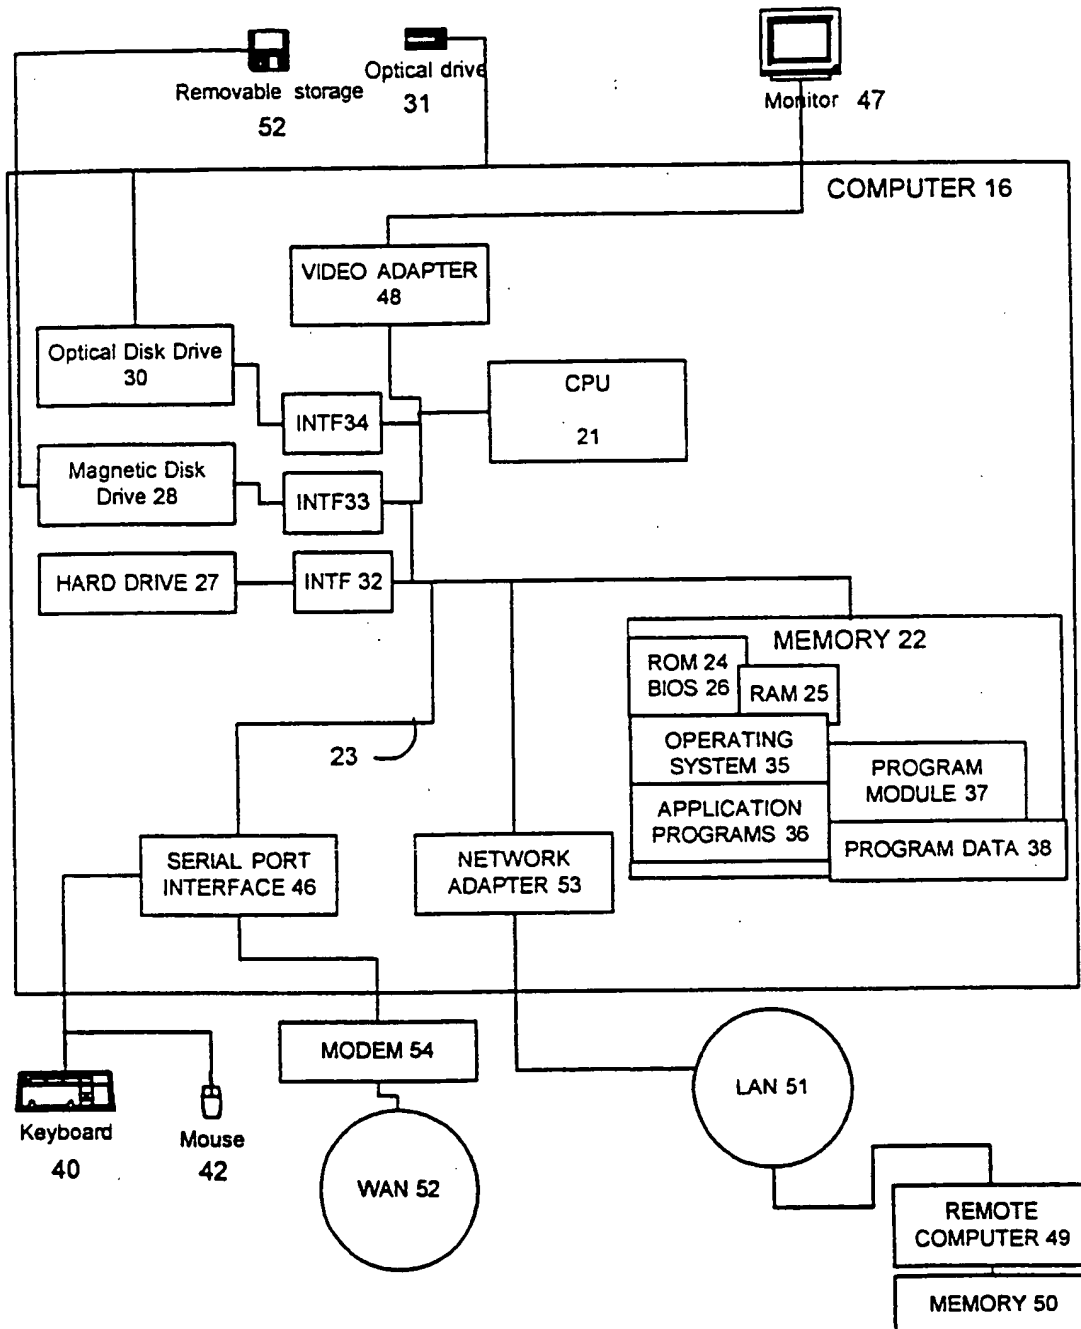 Removable storage
52
Optical drive
31
Monitor 47
COMPUTER 16
VIDEO ADAPTER
48
Optical Disk Drive
30
INTF34
CPU
21
Magnetic Disk
Drive 28
INTF33
HARD DRIVE 27
INTF 32
MEMORY 22
ROM 24
BIOS 26
RAM 25
OPERATING
SYSTEM 35
PROGRAM
MODULE 37
APPLICATION
PROGRAMS 36
PROGRAM DATA 38
23
SERIAL PORT
INTERFACE 46
NETWORK
ADAPTER 53
MODEM 54
LAN 51
Keyboard
40
Mouse
42
WAN 52
REMOTE
COMPUTER 49
MEMORY 50